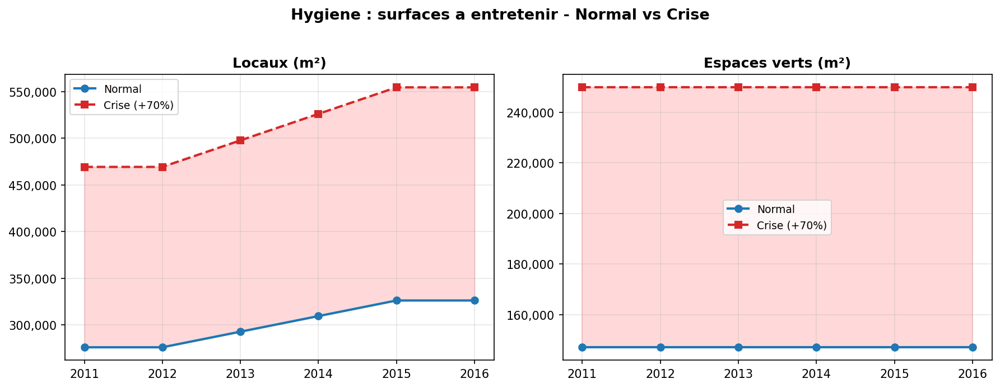 Hygiene : surfaces a entretenir - Normal vs Crise
Locaux (m²)
Normal
Crise (+70%)
550,000
500,000
450,000
400,000
350,000
300,000
2011 2012 2013 2014 2015 2016
Espaces verts (m²)
240,000
220,000
200,000
180,000
160,000
Normal
Crise (+70%)
2011 2012 2013 2014 2015 2016